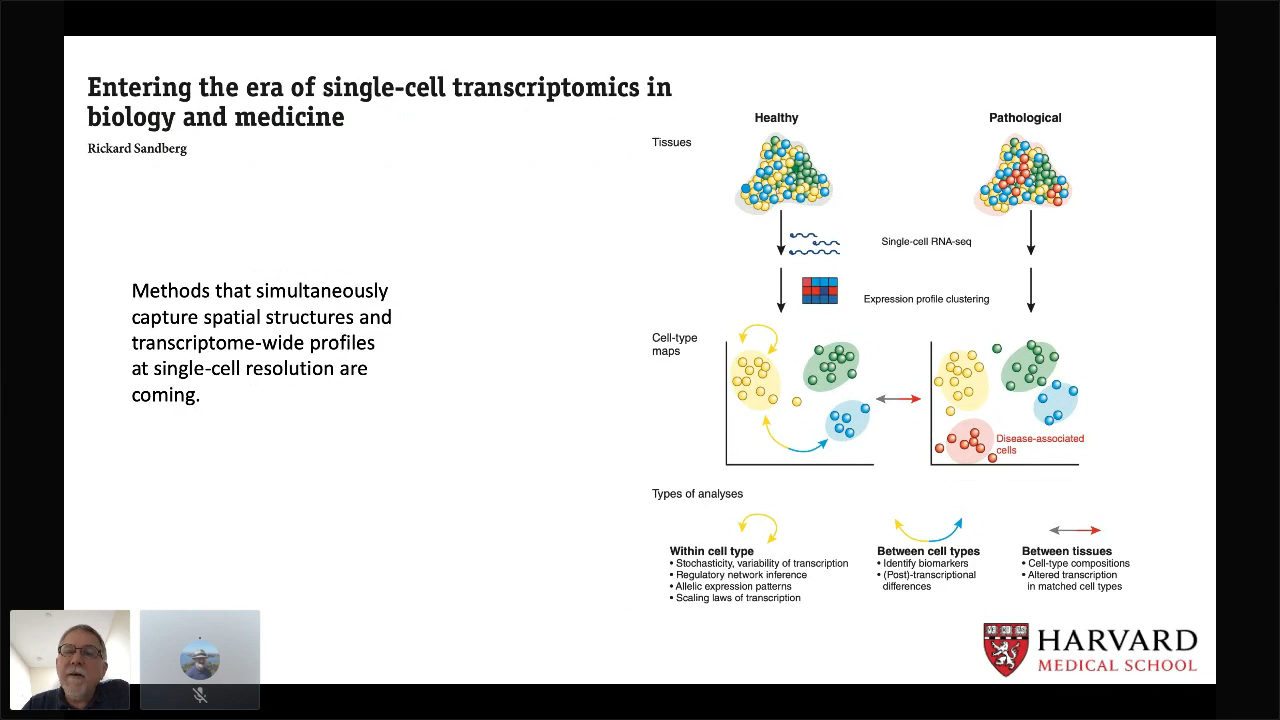 Entering the era of single-cell transcriptomics in
biology and medicine
Rickard Sandberg
Methods that simultaneously
capture spatial structures and
transcriptome-wide profiles
at single-cell resolution are
coming.
Healthy
Pathological
Tissues
Single-cell RNA-seq
Expression profile clustering
Cell-type
maps
Disease-associated
cells
Types of analyses
Within cell type
• Stochasticity, variability of transcription
• Regulatory network inference
• Allelic expression patterns
• Scaling laws of transcription
Between cell types
• Identify biomarkers
• (Post)-transcriptional
differences
Between tissues
• Cell-type compositions
• Altered transcription
in matched cell types
HARVARD
MEDICAL SCHOOL